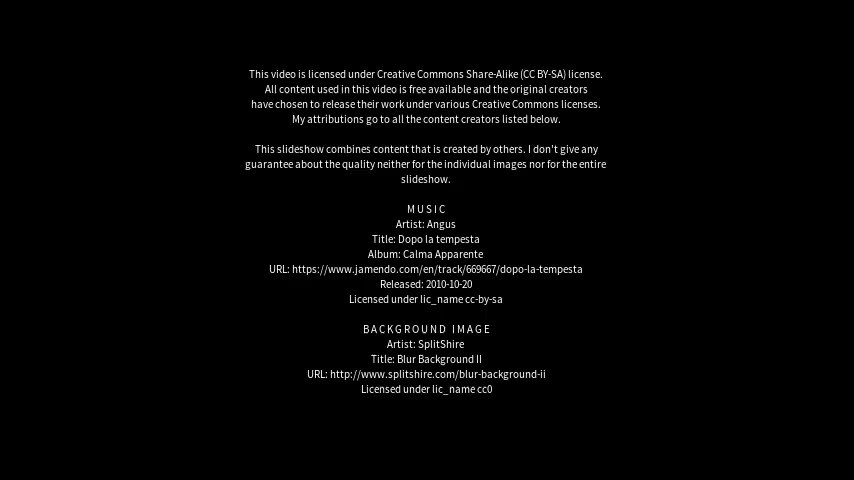 This video is licensed under Creative Commons Share-Alike (CC BY-SA) license.
All content used in this video is free available and the original creators
have chosen to release their work under various Creative Commons licenses.
My attributions go to all the content creators listed below.
This slideshow combines content that is created by others. I don't give any
guarantee about the quality neither for the individual images nor for the entire
slideshow.
MUSIC
Artist: Angus
Title: Dopo la tempesta
Album: Calma Apparente
URL: https://www.jamendo.com/en/track/669667/dopo-la-tempesta
Released: 2010-10-20
Licensed under lic_name cc-by-sa
BACKGROUND IMAGE
Artist: SplitShire
Title: Blur Background II
URL: http://www.splitshire.com/blur-background-ii
Licensed under lic_name cc0